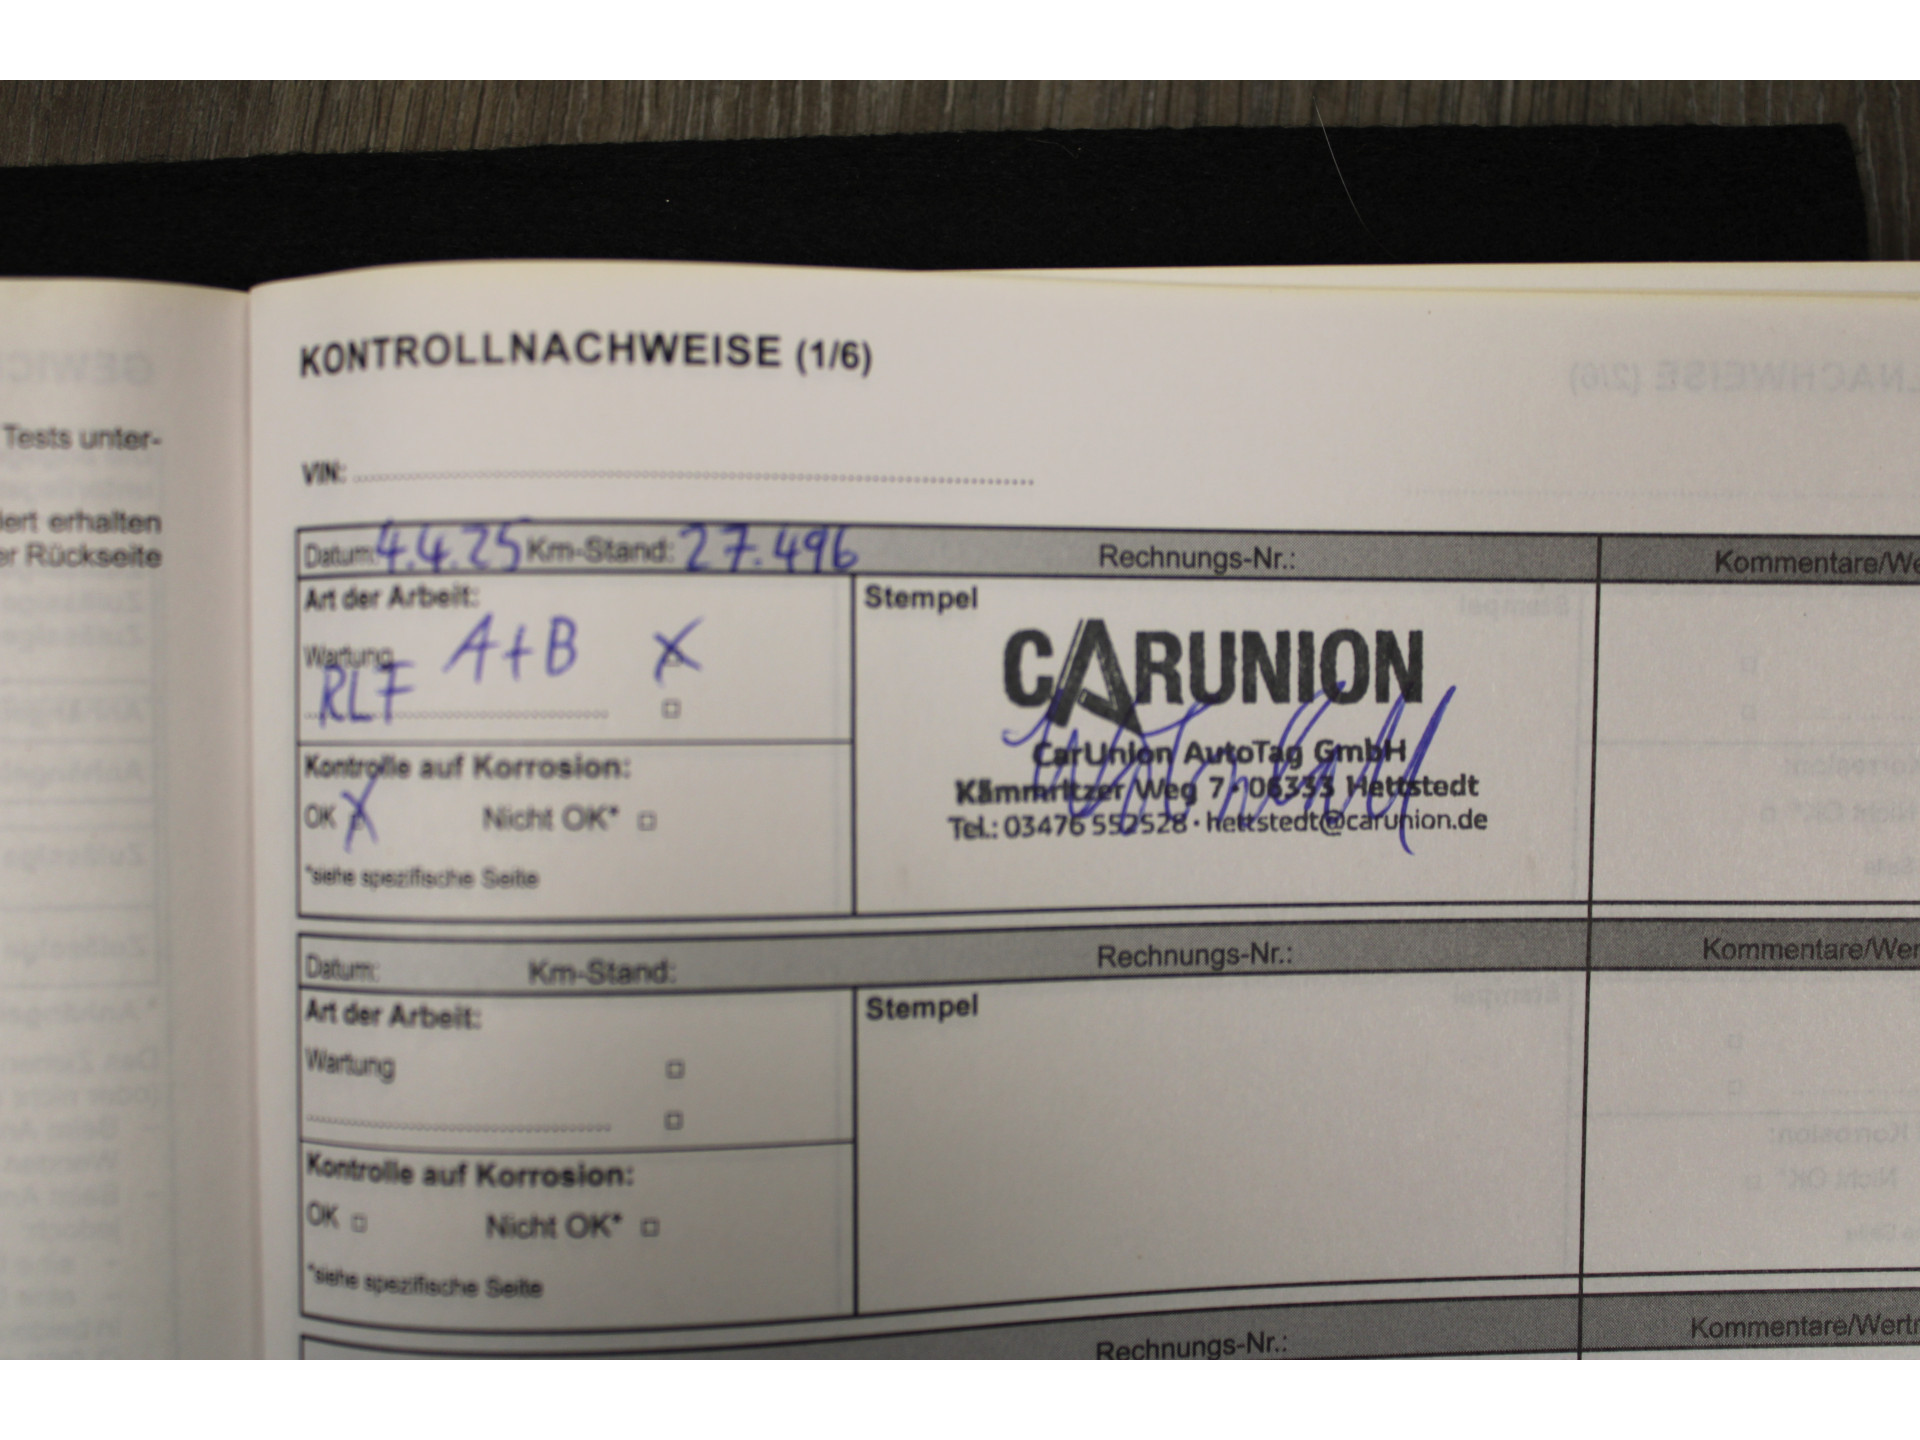 Tests unter-
iert erhalten
er Rückseite
KONTROLLNACHWEISE (1/6)
VIN:
Datum: 4.4.25 Km-Stand: 27.496 Rechnungs-Nr.: Kommentare/We
Art der Arbeit:
Wartung A+B X
RLF
Kontrolle auf Korrosion:
OK X Nicht OK*
*siehe spezifische Seite
Stempel
CARUNION
CarUnion AutoTag GmbH
Kämmritzer Weg 7 · 06333 Hettstedt
Tel.: 03476 552528 · hettstedt@carunion.de
Datum: Km-Stand: Rechnungs-Nr.: Kommentare/Wer
Art der Arbeit:
Wartung
Kontrolle auf Korrosion:
OK Nicht OK*
*siehe spezifische Seite
Stempel
Rechnungs-Nr.: Kommentare/Wertm